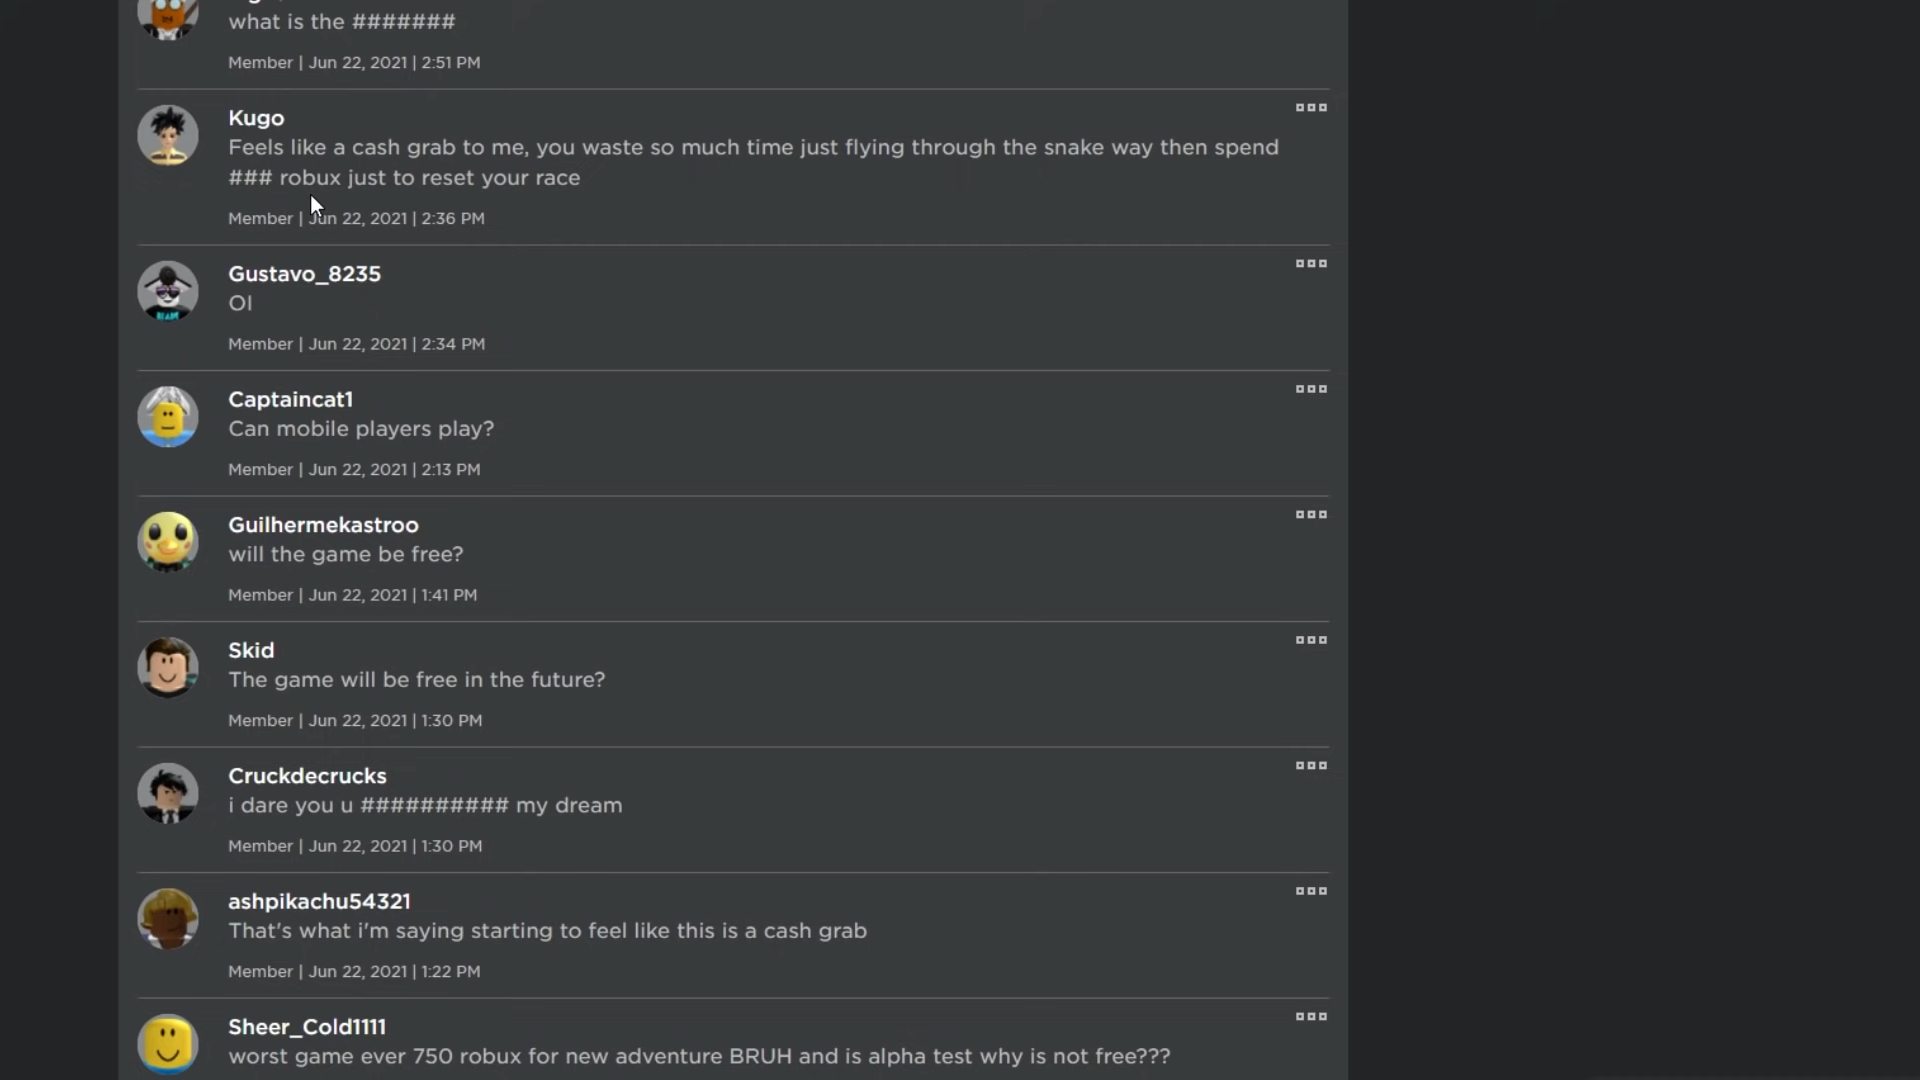 what is the #######
Member | Jun 22, 2021 | 2:51 PM
Kugo
Feels like a cash grab to me, you waste so much time just flying through the snake way then spend
### robux just to reset your race
Member | Jun 22, 2021 | 2:36 PM
Gustavo_8235
OI
Member | Jun 22, 2021 | 2:34 PM
Captaincat1
Can mobile players play?
Member | Jun 22, 2021 | 2:13 PM
Guilhermekastroo
will the game be free?
Member | Jun 22, 2021 | 1:41 PM
Skid
The game will be free in the future?
Member | Jun 22, 2021 | 1:30 PM
Cruckdecrucks
i dare you u ########## my dream
Member | Jun 22, 2021 | 1:30 PM
ashpikachu54321
That's what i'm saying starting to feel like this is a cash grab
Member | Jun 22, 2021 | 1:22 PM
Sheer_Cold1111
worst game ever 750 robux for new adventure BRUH and is alpha test why is not free???